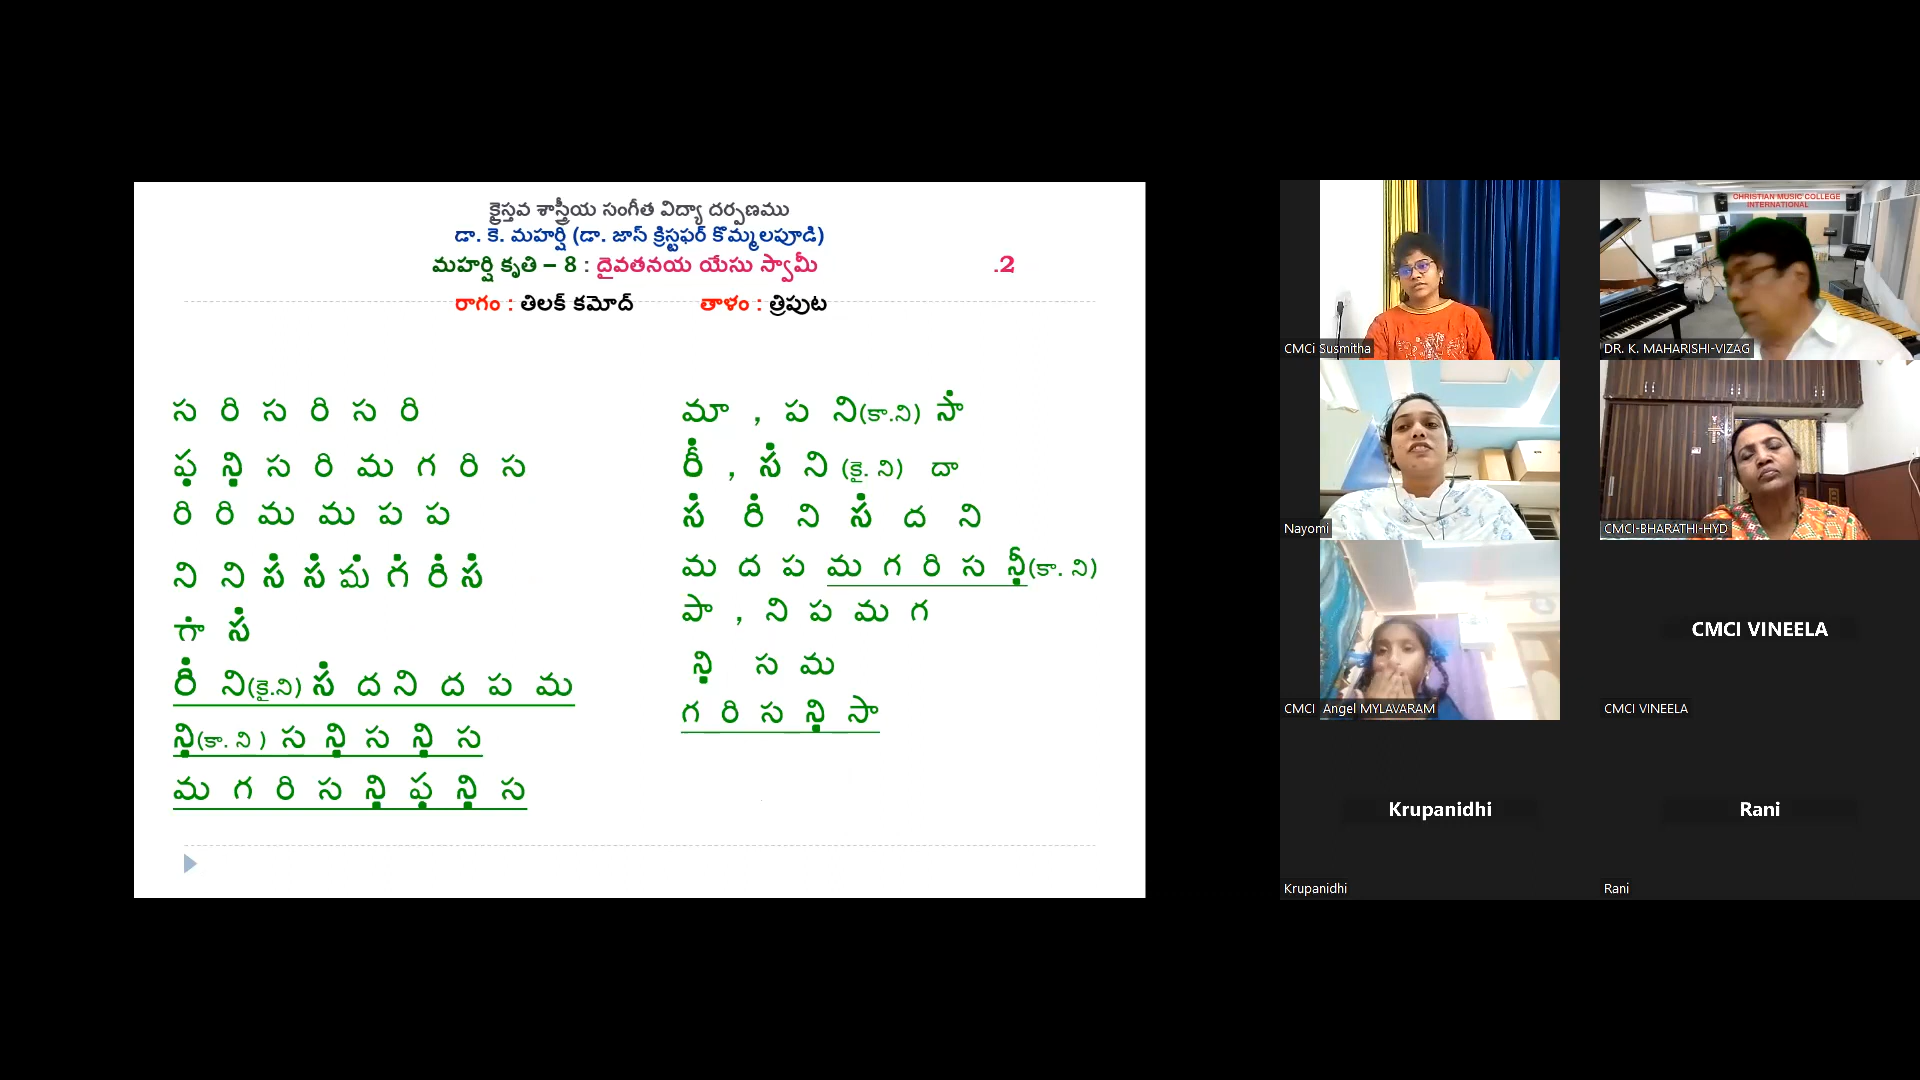 క్రైస్తవ శాస్త్రీయ సంగీత విద్యా దర్పణము
డా. కె. మహర్షి (డా. జాన్ క్రిస్టఫర్ కొమ్మలపూడి)
మహర్షి కృతి – 8 : దైవతనయ యేసు స్వామీ .2
రాగం : తిలక్ కమోద్ తాళం : త్రిపుట
స రి స రి స రి
ప̣ ని̣ స రి మ గ రి స
రి రి మ మ ప ప
ని ని స̇ స̇ మ̇ గ̇ రి̇ స̇
గా̇ స̇
రీ̇ ని(కై.ని) స̇ ద ని ద ప మ
ని̣(కా. ని ) స ని̣ స ని̣ స
మ గ రి స ని̣ ప̣ ని̣ స
మా , ప ని(కా.ని) సా̇
రీ̇ , స̇ ని (కై. ని) దా
స̇ రి̇ ని స̇ ద ని
మ ద ప మ గ రి స నీ̣(కా. ని)
పా , ని ప మ గ
ని̣ స మ
గ రి స ని̣ సా
CMCi Susmitha
CHRISTIAN MUSIC COLLEGE
INTERNATIONAL
DR. K. MAHARISHI-VIZAG
Nayomi
CMCI-BHARATHI-HYD
CMCI Angel MYLAVARAM
CMCI VINEELA
CMCI VINEELA
Krupanidhi
Krupanidhi
Rani
Rani